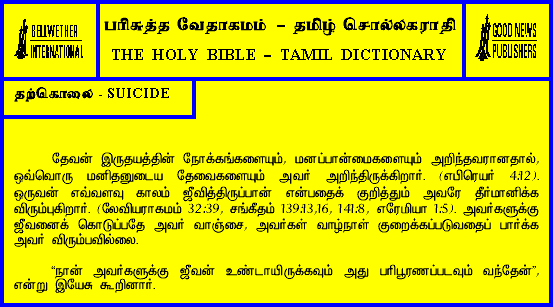 BELLWETHER
INTERNATIONAL
பரிசுத்த வேதாகமம் – தமிழ் சொல்லகராதி
THE HOLY BIBLE – TAMIL DICTIONARY
GOOD NEWS
PUBLISHERS
தற்கொலை - SUICIDE
தேவன் இருதயத்தின் நோக்கங்களையும், மனப்பான்மைகளையும் அறிந்தவரானதால்,
ஒவ்வொரு மனிதனுடைய தேவைகளையும் அவர் அறிந்திருக்கிறார். (எபிரெயர் 4:12).
ஒருவன் எவ்வளவு காலம் ஜீவித்திருப்பான் என்பதைக் குறித்தும் அவரே தீர்மானிக்க
விரும்புகிறார். (லேவியராகமம் 32:39, சங்கீதம் 139:13,16, 141:8, எரேமியா 1:5). அவர்களுக்கு
ஜீவனைக் கொடுப்பதே அவர் வாஞ்சை, அவர்கள் வாழ்நாள் குறைக்கப்படுவதைப் பார்க்க
அவர் விரும்பவில்லை.
“நான் அவர்களுக்கு ஜீவன் உண்டாயிருக்கவும் அது பரிபூரணப்படவும் வந்தேன்”,
என்று இயேசு கூறினார்.